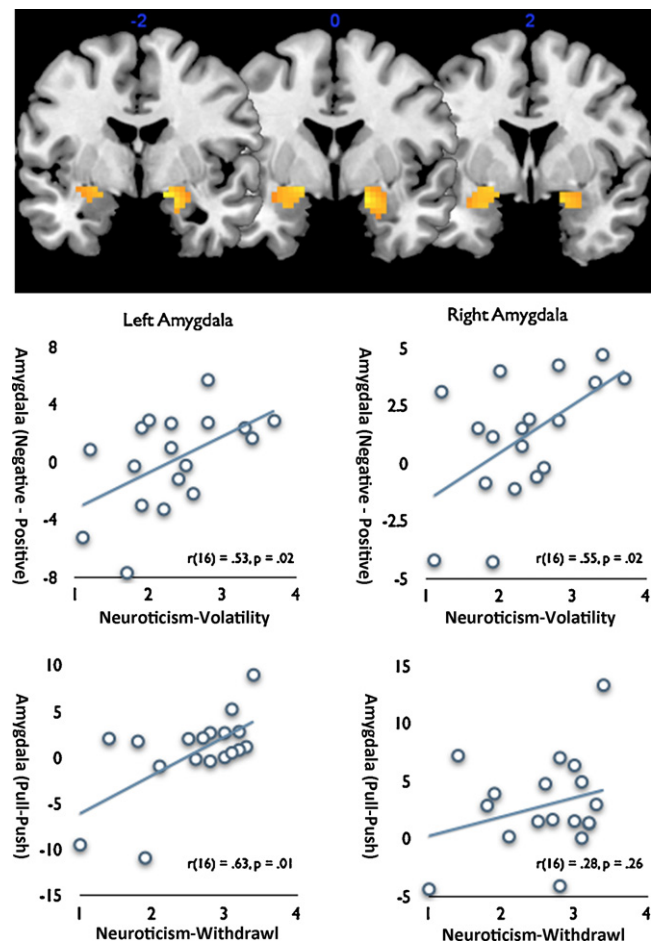 -2 0 2
Left Amygdala Right Amygdala
Amygdala (Negative - Positive)
8
4
0
-4
-8
r(16) = .53, p = .02
1 2 3 4
Neuroticism-Volatility
Amygdala (Negative - Positive)
5
2.5
0
-2.5
-5
r(16) = .55, p = .02
1 2 3 4
Neuroticism-Volatility
Amygdala (Pull-Push)
10
5
0
-5
-10
-15
r(16) = .63, p = .01
1 2 3 4
Neuroticism-Withdrawl
Amygdala (Pull-Push)
15
10
5
0
-5
r(16) = .28, p = .26
1 2 3 4
Neuroticism-Withdrawl